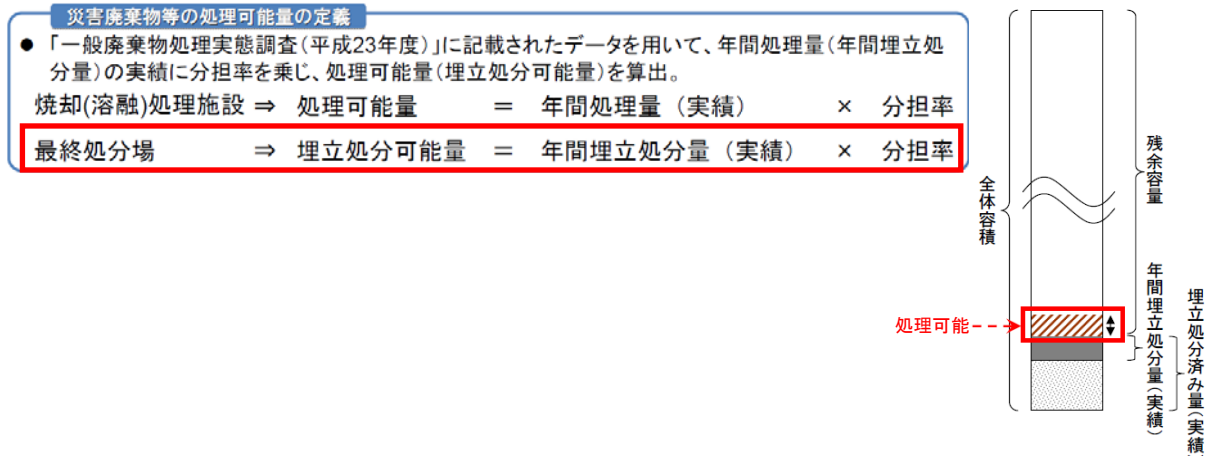 災害廃棄物等の処理可能量の定義
● 「一般廃棄物処理実態調査(平成23年度)」に記載されたデータを用いて、年間処理量(年間埋立処
分量)の実績に分担率を乗じ、処理可能量(埋立処分可能量)を算出。
焼却(溶融)処理施設 ⇒ 処理可能量 = 年間処理量(実績) × 分担率
最終処分場 ⇒ 埋立処分可能量 = 年間埋立処分量(実績) × 分担率
全体容積
残余容量
処理可能
年間埋立処分量(実績)
埋立処分済み量(実績